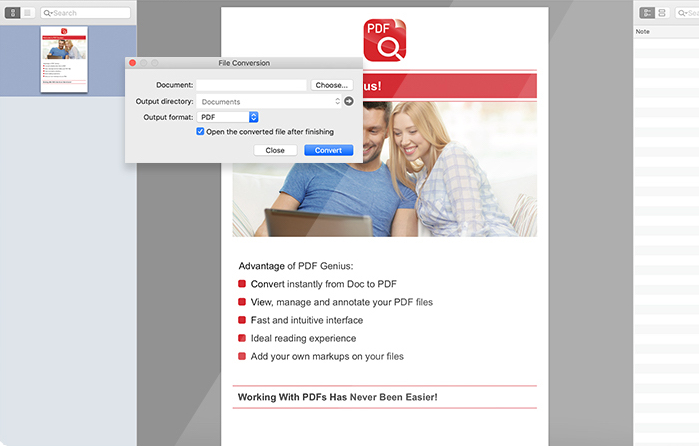 Search
Sea
Note
PDF
File Conversion
Document:
Choose...
Output directory:
Documents
Output format:
PDF
Open the converted file after finishing
Close
Convert
us!
Advantage of PDF Genius:
Convert instantly from Doc to PDF
View, manage and annotate your PDF files
Fast and intuitive interface
Ideal reading experience
Add your own markups on your files
Working With PDFs Has Never Been Easier!